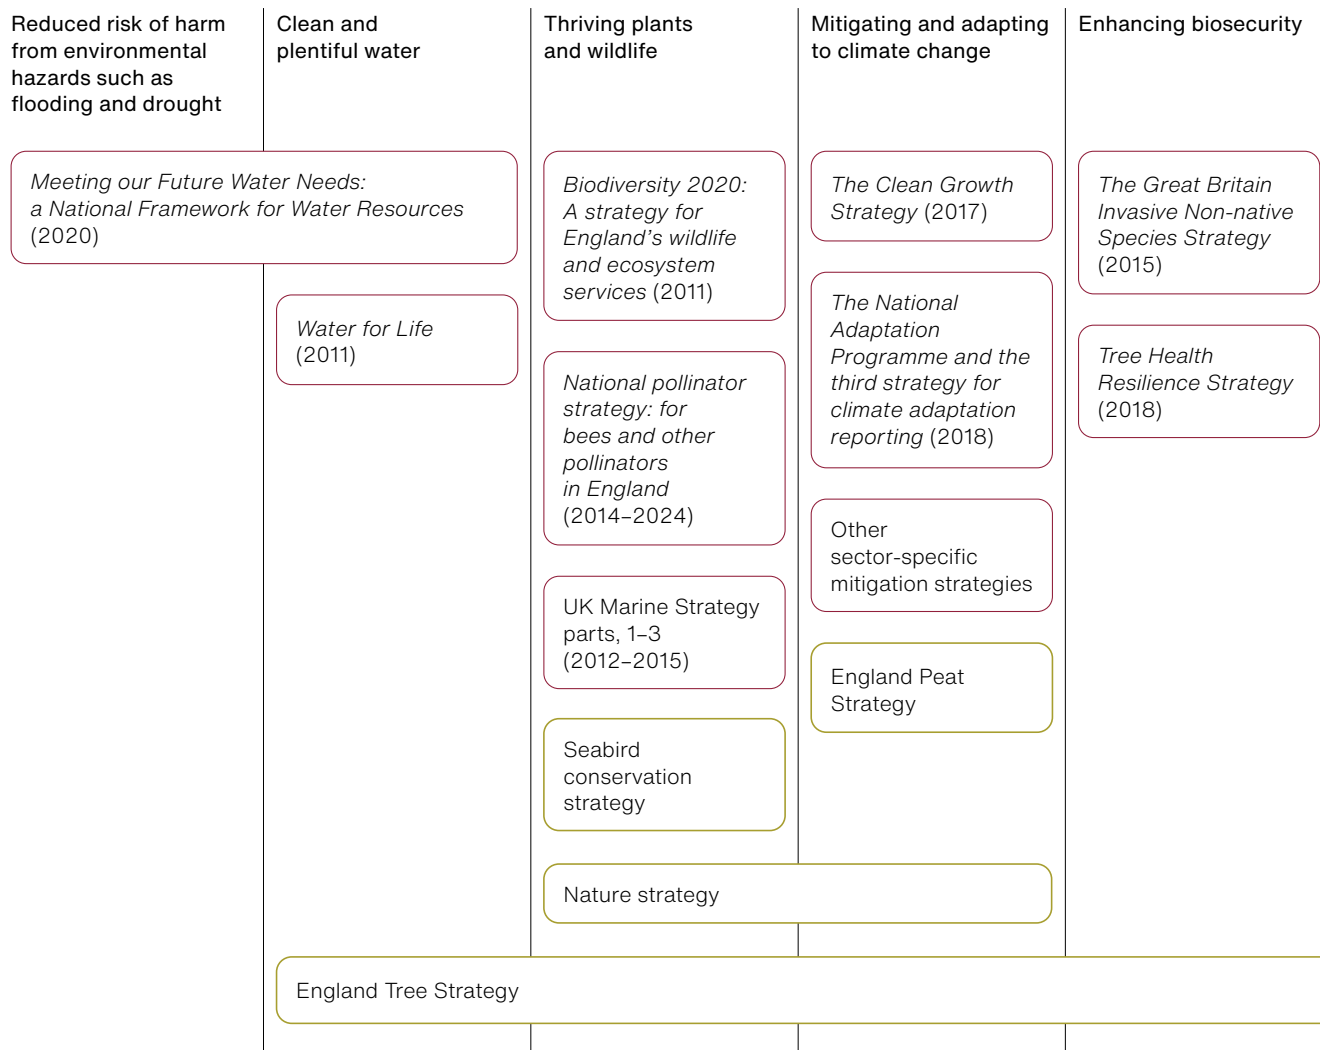 Reduced risk of harm
from environmental
hazards such as
flooding and drought
Clean and
plentiful water
Thriving plants
and wildlife
Mitigating and adapting
to climate change
Enhancing biosecurity
Meeting our Future Water Needs:
a National Framework for Water Resources
(2020)
Water for Life
(2011)
Biodiversity 2020:
A strategy for
England’s wildlife
and ecosystem
services (2011)
National pollinator
strategy: for
bees and other
pollinators
in England
(2014–2024)
UK Marine Strategy
parts, 1–3
(2012–2015)
Seabird
conservation
strategy
The Clean Growth
Strategy (2017)
The National
Adaptation
Programme and the
third strategy for
climate adaptation
reporting (2018)
Other
sector-specific
mitigation strategies
England Peat
Strategy
The Great Britain
Invasive Non-native
Species Strategy
(2015)
Tree Health
Resilience Strategy
(2018)
Nature strategy
England Tree Strategy